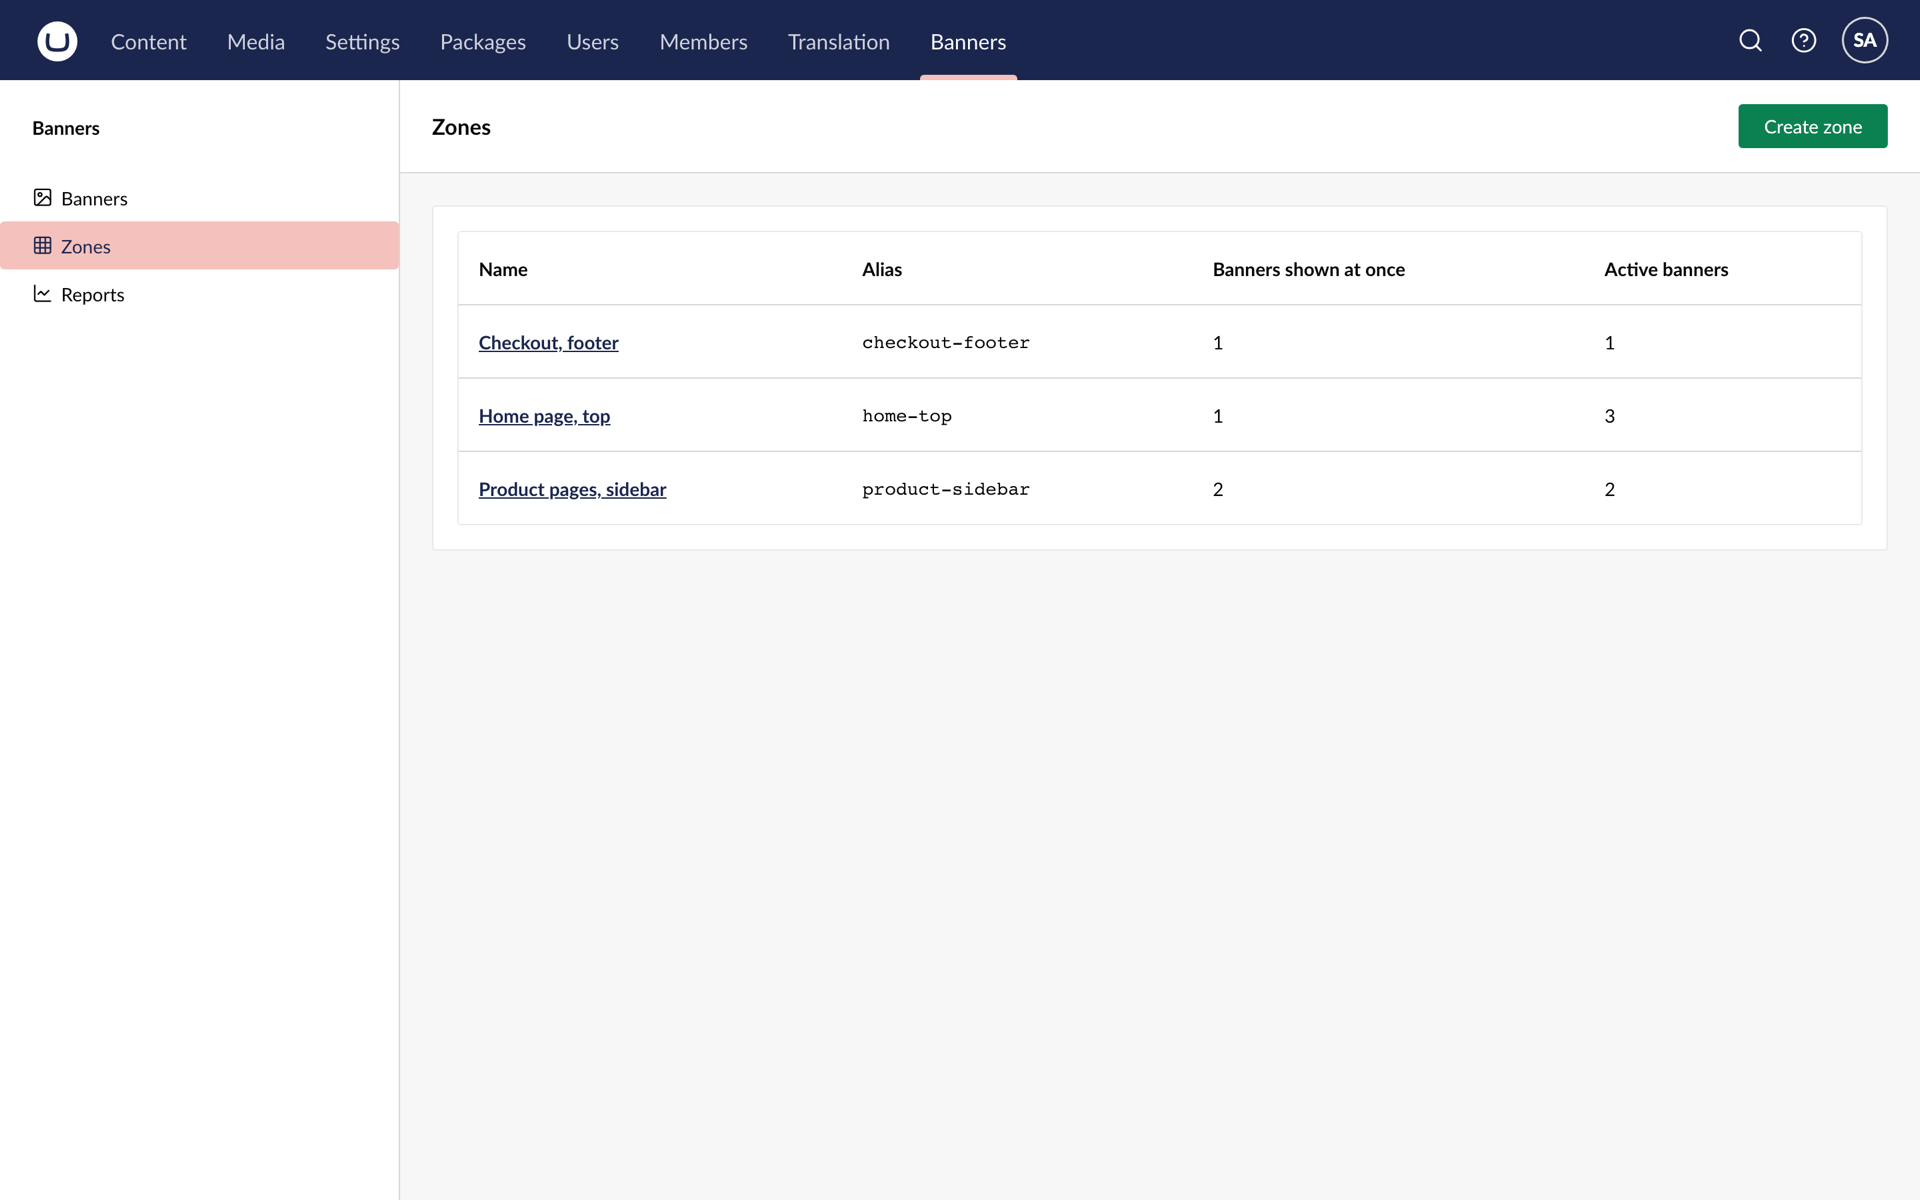 Content Media Settings Packages Users Members Translation Banners SA
Banners
Banners
Zones
Reports
Zones
Create zone
Name Alias Banners shown at once Active banners
Checkout, footer checkout-footer 1 1
Home page, top home-top 1 3
Product pages, sidebar product-sidebar 2 2